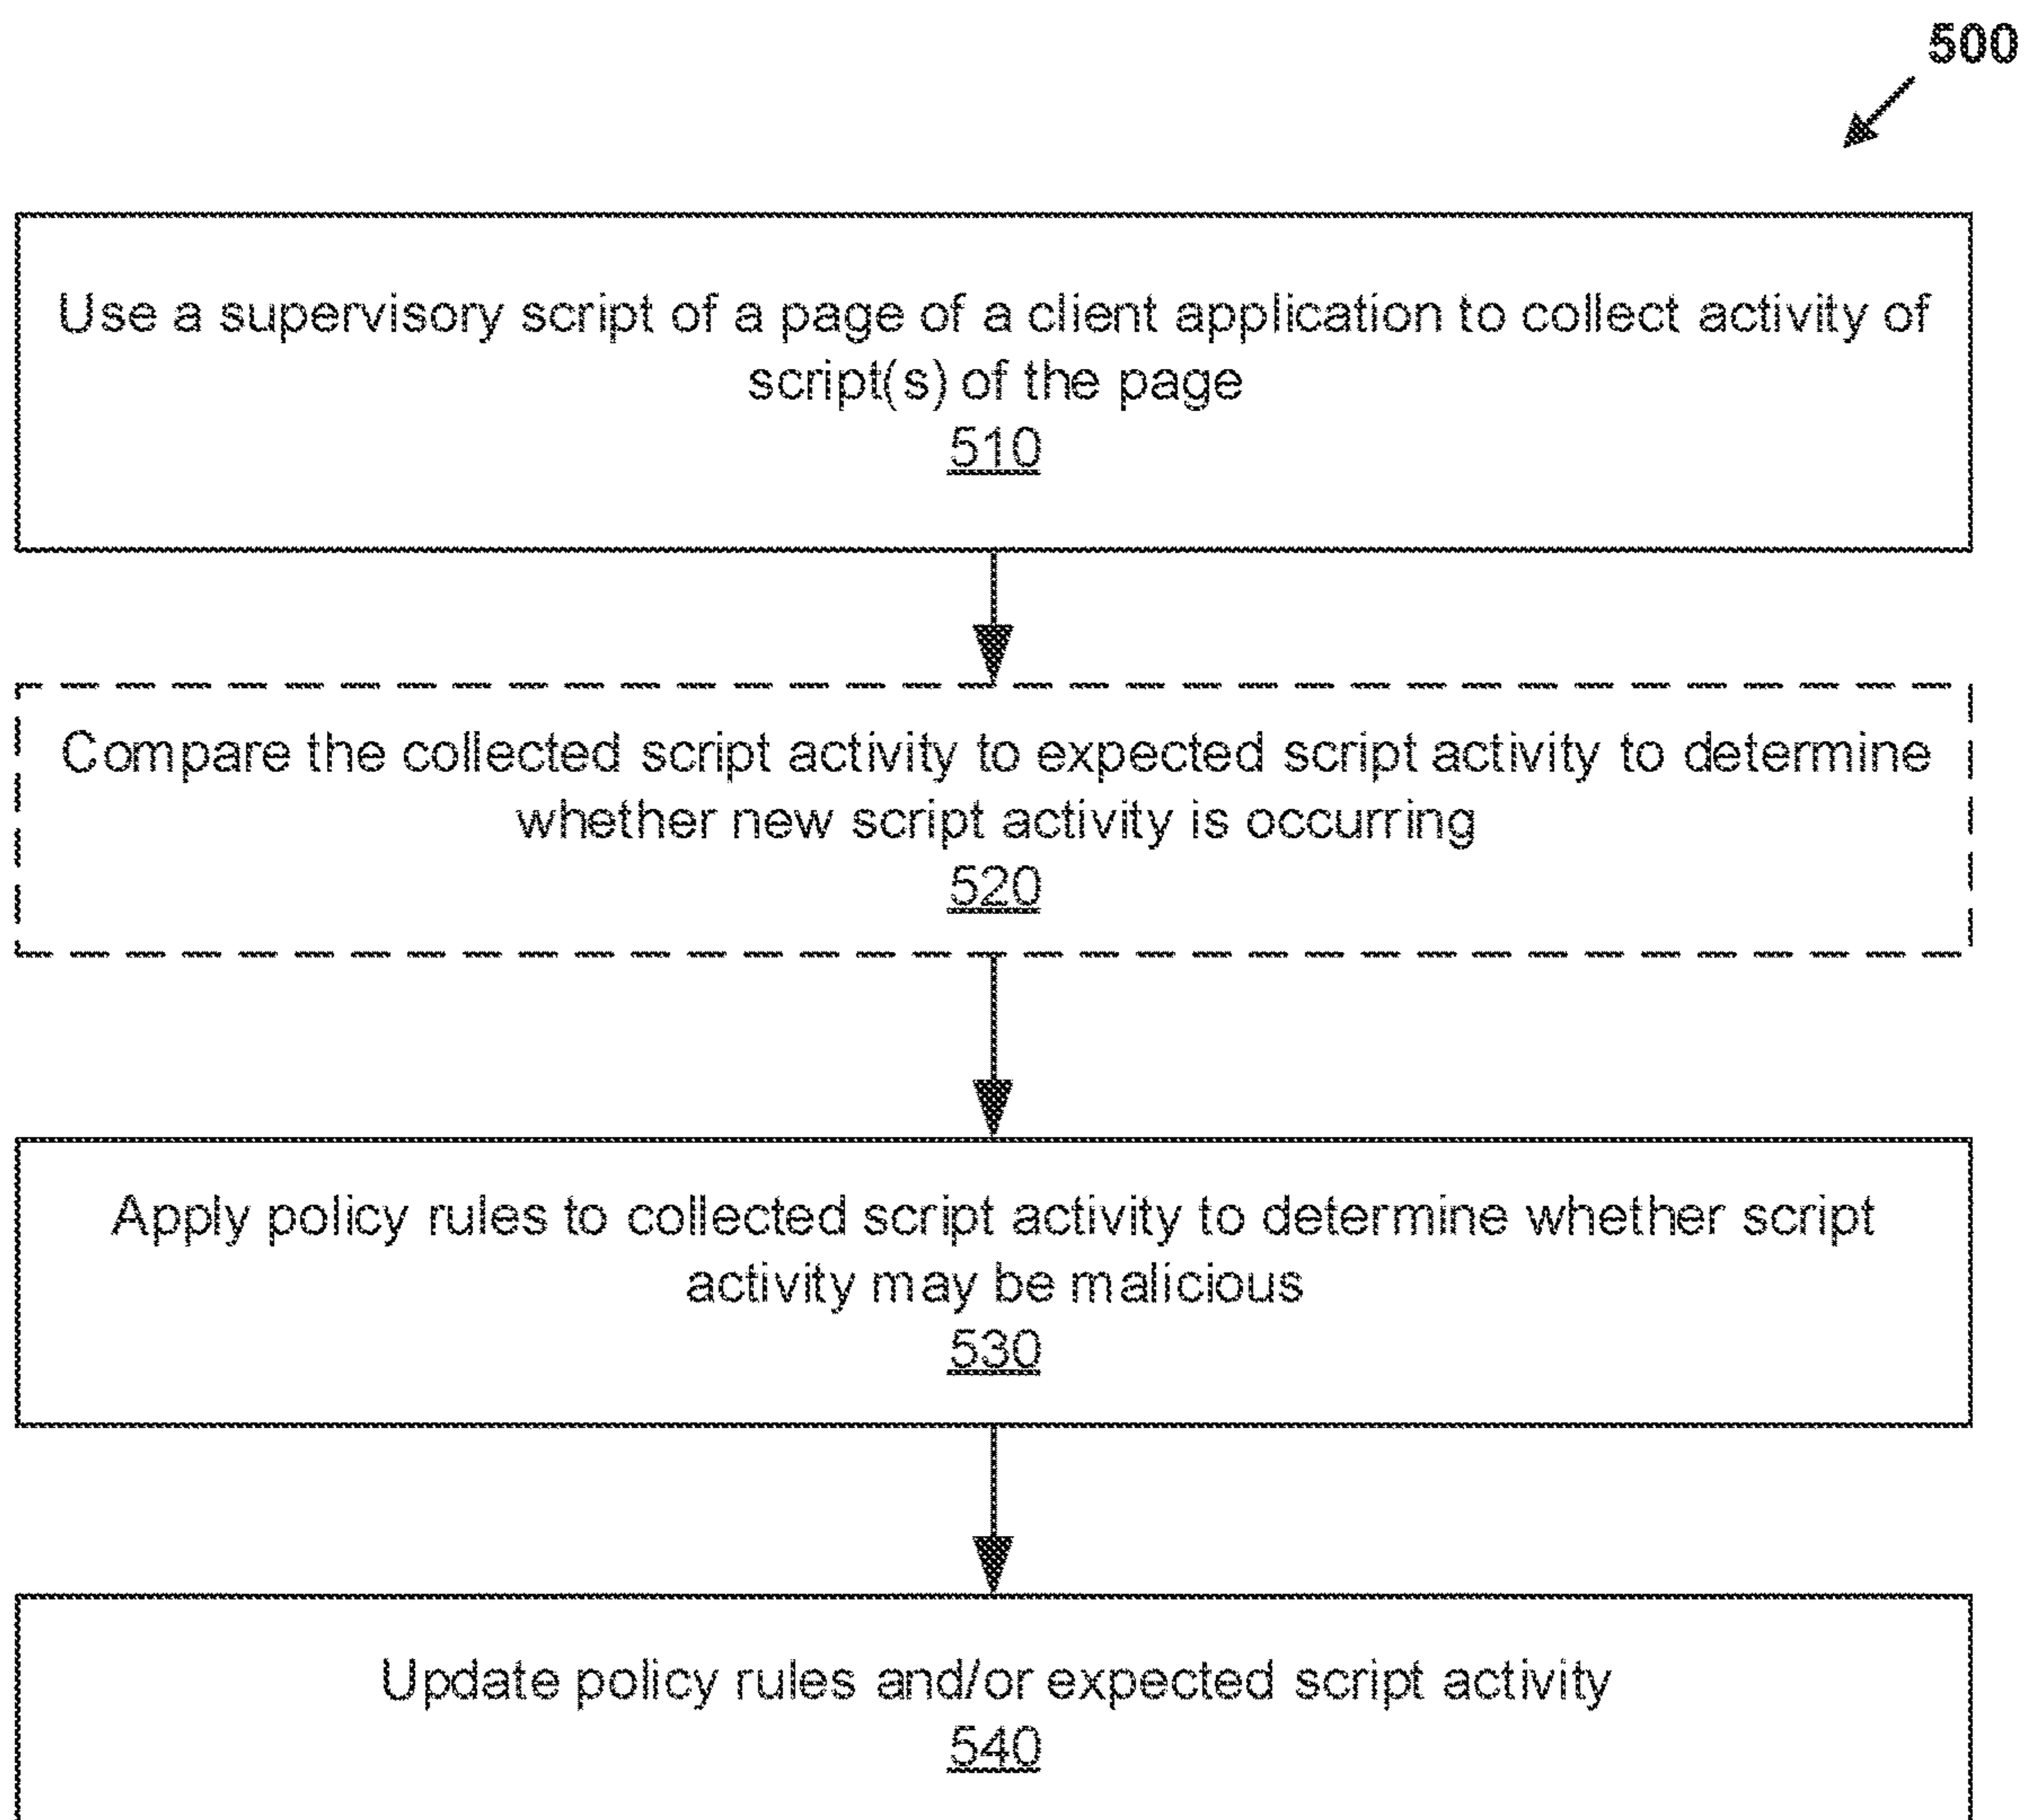 500
Use a supervisory script of a page of a client application to collect activity of
script(s) of the page
510
Compare the collected script activity to expected script activity to determine
whether new script activity is occurring
520
Apply policy rules to collected script activity to determine whether script
activity may be malicious
530
Update policy rules and/or expected script activity
540